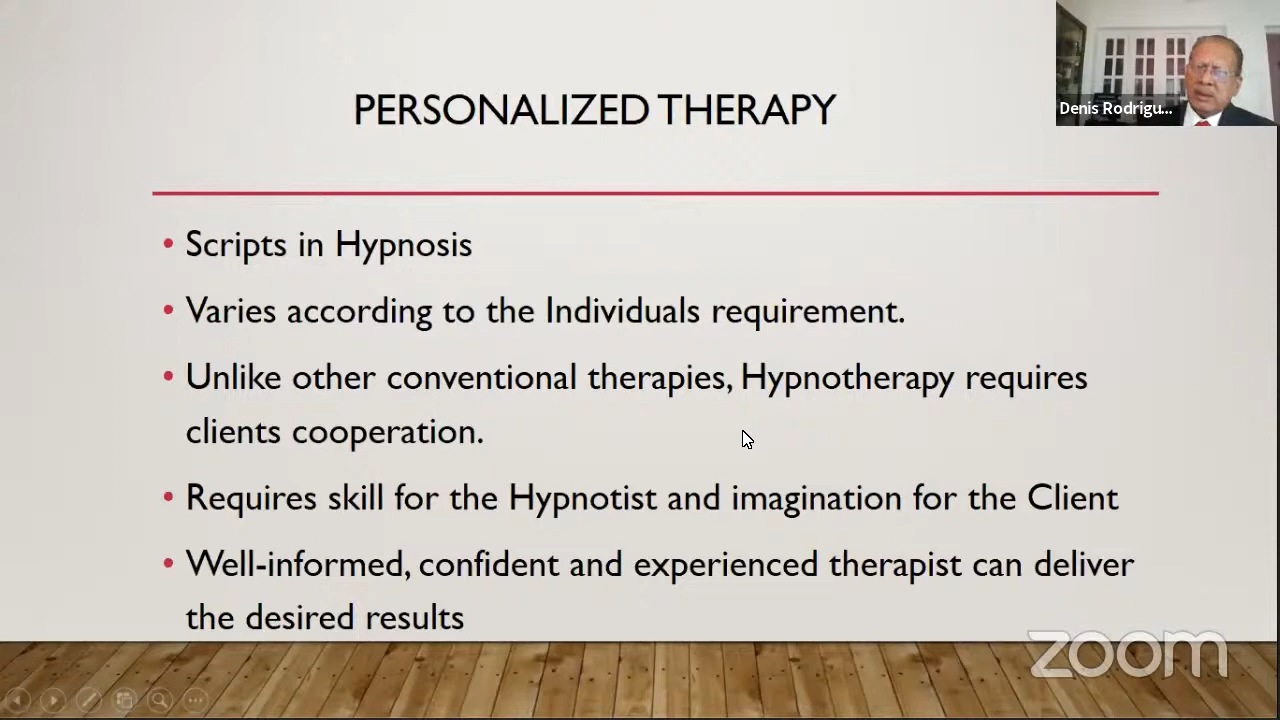 PERSONALIZED THERAPY
Denis Rodrigu...
• Scripts in Hypnosis
• Varies according to the Individuals requirement.
• Unlike other conventional therapies, Hypnotherapy requires
clients cooperation.
• Requires skill for the Hypnotist and imagination for the Client
• Well-informed, confident and experienced therapist can deliver
the desired results
zoom